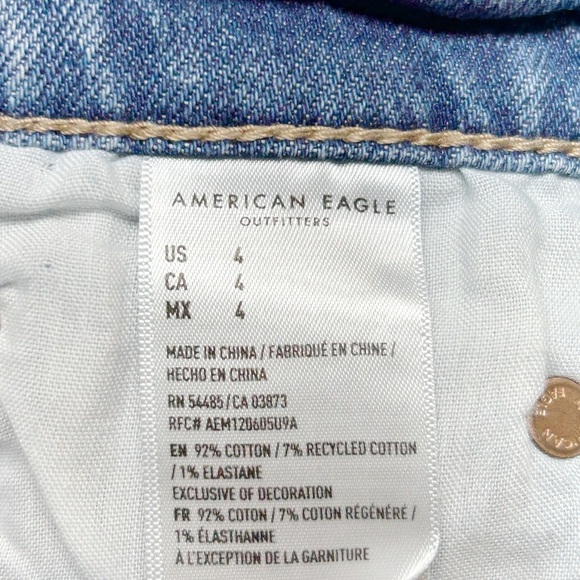 AMERICAN EAGLE
OUTFITTERS
US 4
CA 4
MX 4
MADE IN CHINA / FABRIQUÉ EN CHINE /
HECHO EN CHINA
RN 54485 / CA 03873
RFC# AEM120605U9A
EN 92% COTTON / 7% RECYCLED COTTON
/ 1% ELASTANE
EXCLUSIVE OF DECORATION
FR 92% COTON / 7% COTON RÉGÉNÉRÉ /
1% ÉLASTHANNE
À L'EXCEPTION DE LA GARNITURE